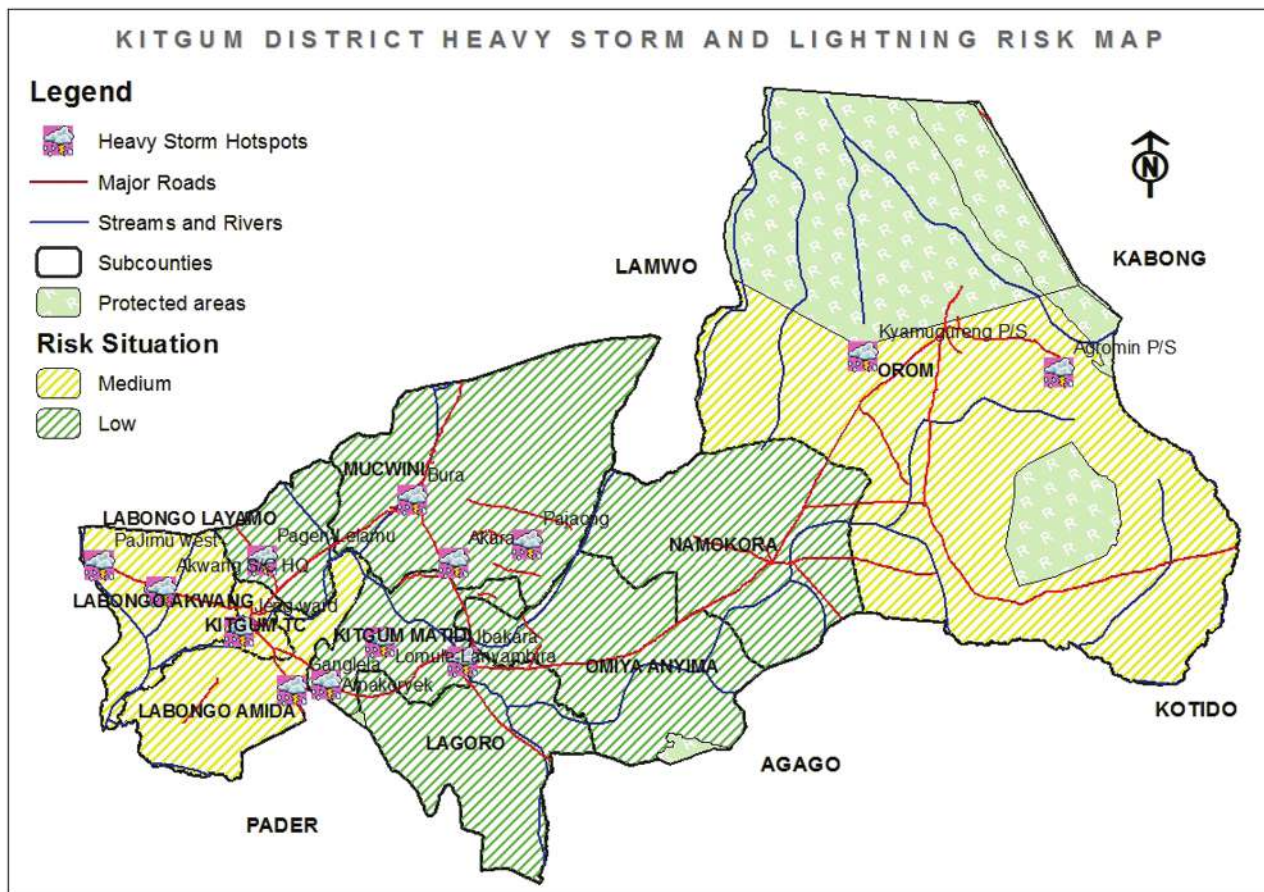 KITGUM DISTRICT HEAVY STORM AND LIGHTNING RISK MAP
Legend
Heavy Storm Hotspots
Major Roads
Streams and Rivers
Subcounties
Protected areas
Risk Situation
Medium
Low
LAMWO
KABONG
Kyamugureng P/S
Agromin P/S
OROM
MUCWINI
Bura
LABONGO LAYAMO
Pajaong
PaJimu west
Pagen Lelamu
Akara
NAMOKORA
Akwang S/C HQ
LABONGO AKWANG
KITGUM TC
KITGUM MATIDI
Ibakara
Lomule Lanyambira
OMIYA ANYIMA
Ganglela
Amakoryek
LABONGO AMIDA
LAGORO
KOTIDO
AGAGO
PADER
N